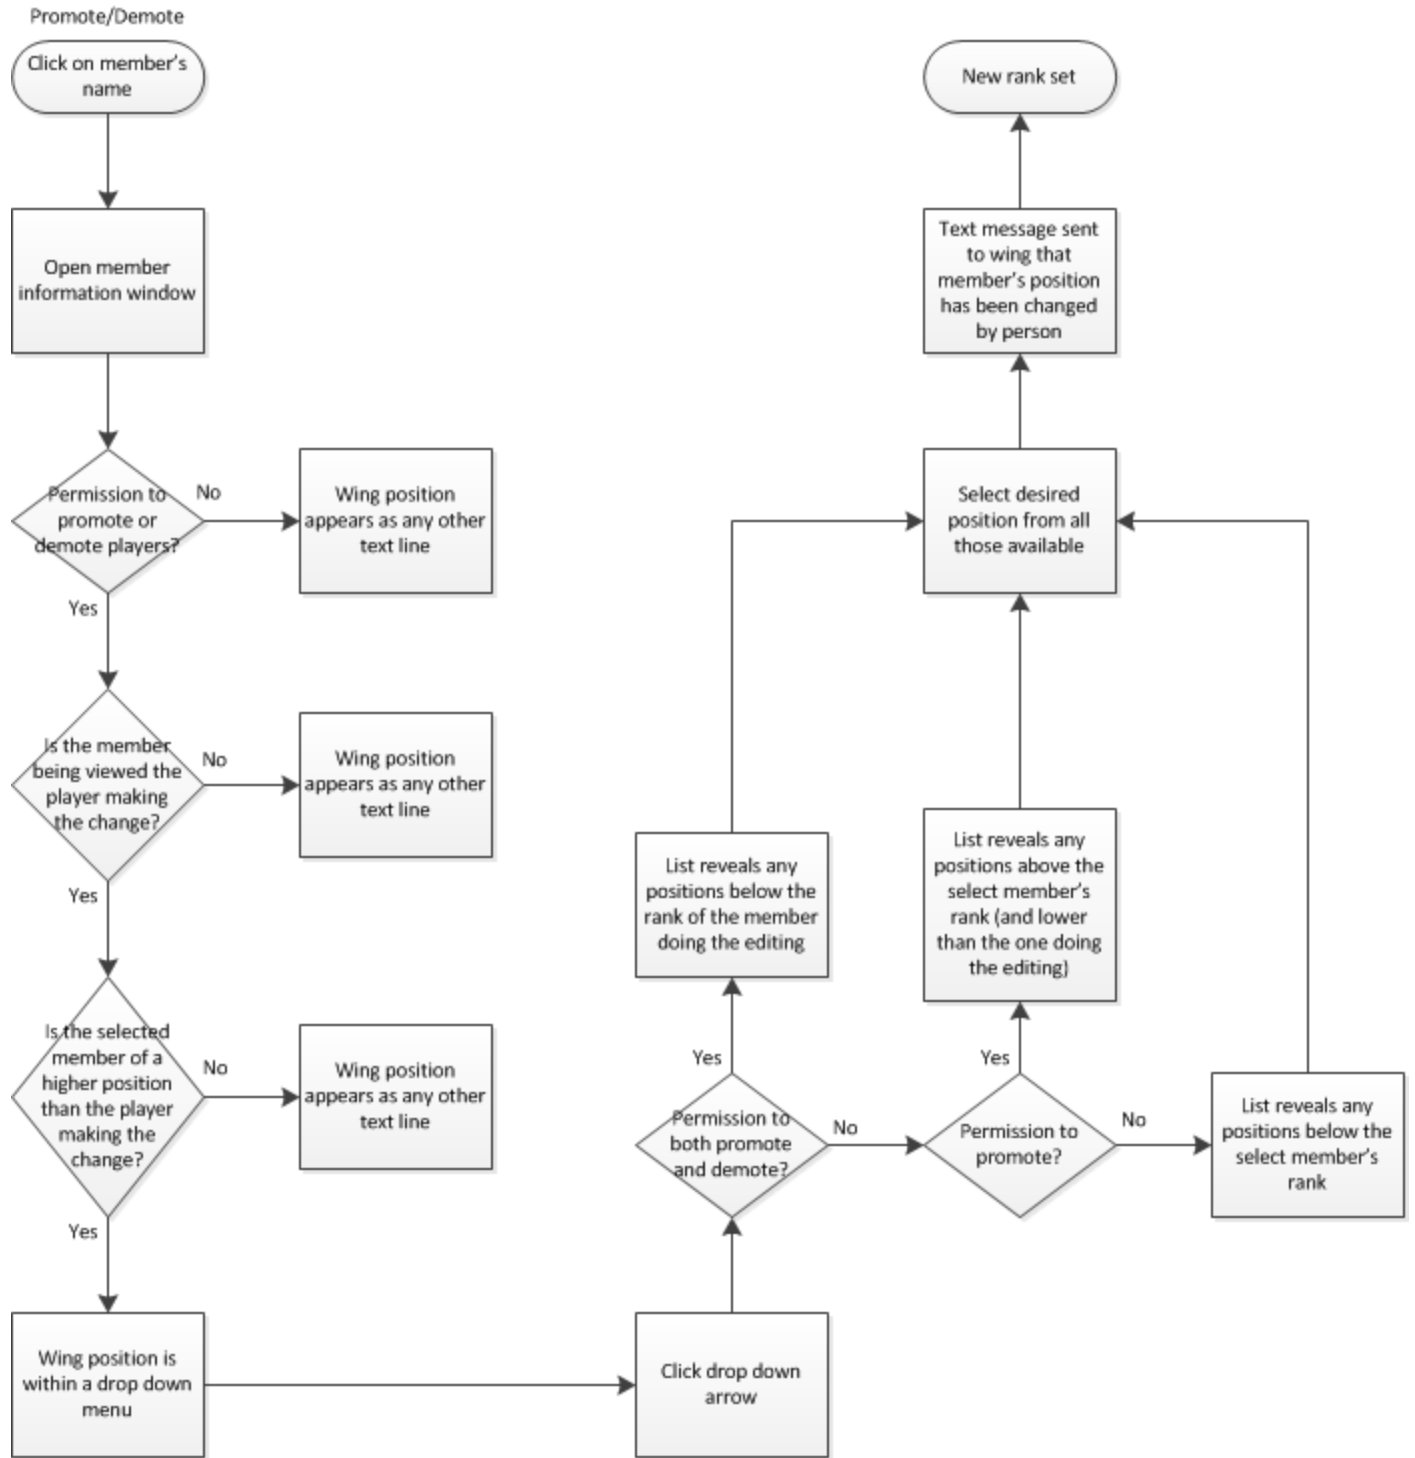 Promote/Demote
Click on member's
name
Open member
information window
Permission to
promote or
demote players?
No
Wing position
appears as any other
text line
Yes
Is the member
being viewed the
player making
the change?
No
Wing position
appears as any other
text line
Yes
Is the selected
member of a
higher position
than the player
making the
change?
No
Wing position
appears as any other
text line
Yes
Wing position is
within a drop down
menu
Click drop down
arrow
Permission to
both promote
and demote?
Yes
List reveals any
positions below the
rank of the member
doing the editing
No
Permission to
promote?
Yes
List reveals any
positions above the
select member's
rank (and lower
than the one doing
the editing)
No
List reveals any
positions below the
select member's
rank
Select desired
position from all
those available
Text message sent
to wing that
member's position
has been changed
by person
New rank set